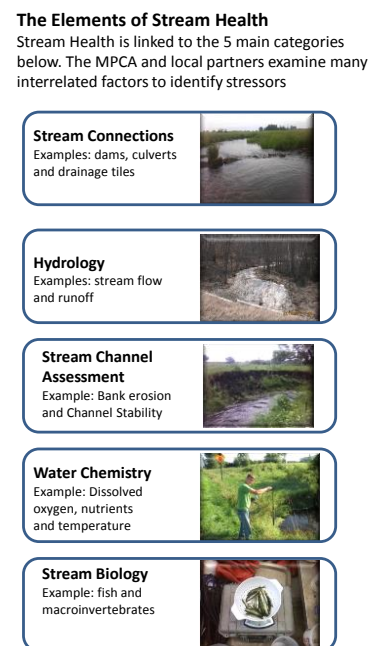 The Elements of Stream Health
Stream Health is linked to the 5 main categories
below. The MPCA and local partners examine many
interrelated factors to identify stressors
Stream Connections
Examples: dams, culverts
and drainage tiles
Hydrology
Examples: stream flow
and runoff
Stream Channel
Assessment
Example: Bank erosion
and Channel Stability
Water Chemistry
Example: Dissolved
oxygen, nutrients
and temperature
Stream Biology
Example: fish and
macroinvertebrates